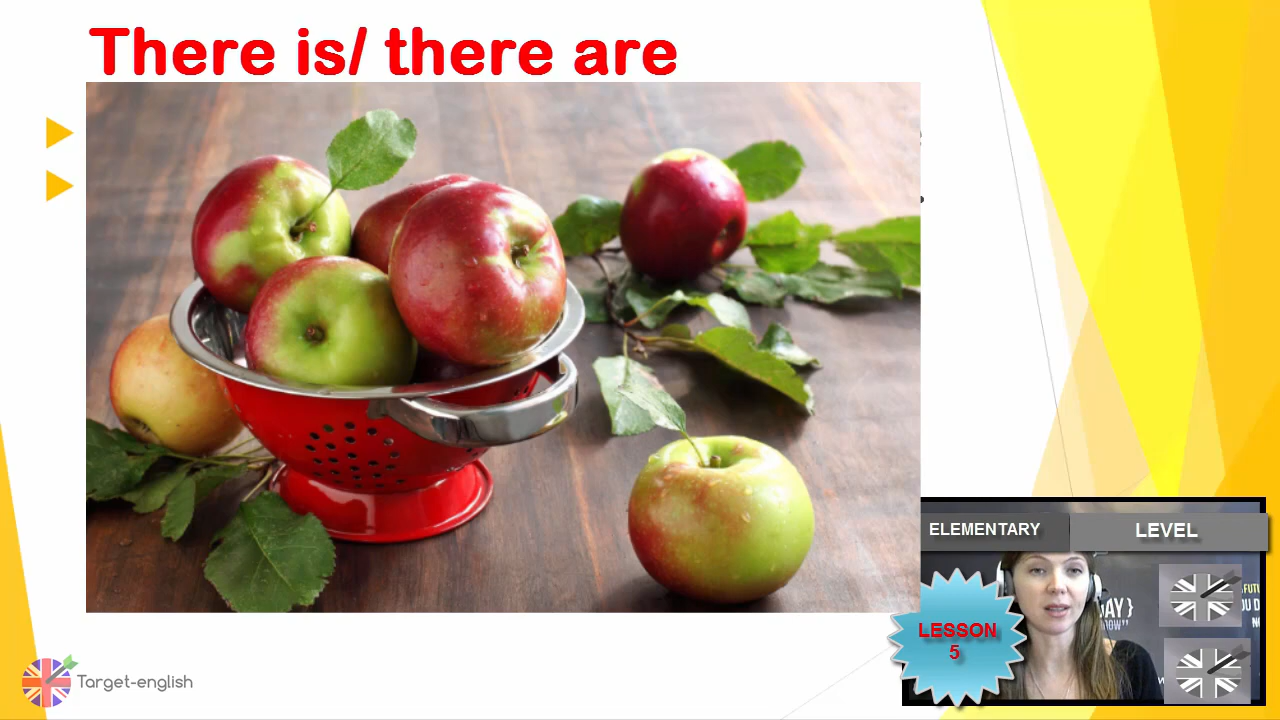 There is/ there are
ELEMENTARY
LEVEL
LESSON
5
Target-english